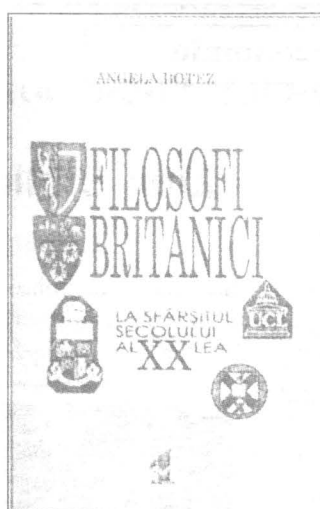 ANGELA BOTEZ
FILOSOFI
BRITANICI
LA SFÂRȘITUL
SECOLULUI
AL XX LEA
UCL